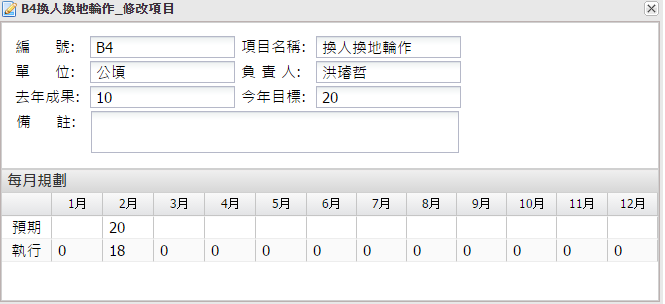 B4換人換地輪作_修改項目
編 號: B4 項目名稱: 換人換地輪作
單 位: 公頃 負 責 人: 洪璿哲
去年成果: 10 今年目標: 20
備 註:
每月規劃
1月 2月 3月 4月 5月 6月 7月 8月 9月 10月 11月 12月
預期 20
執行 0 18 0 0 0 0 0 0 0 0 0 0